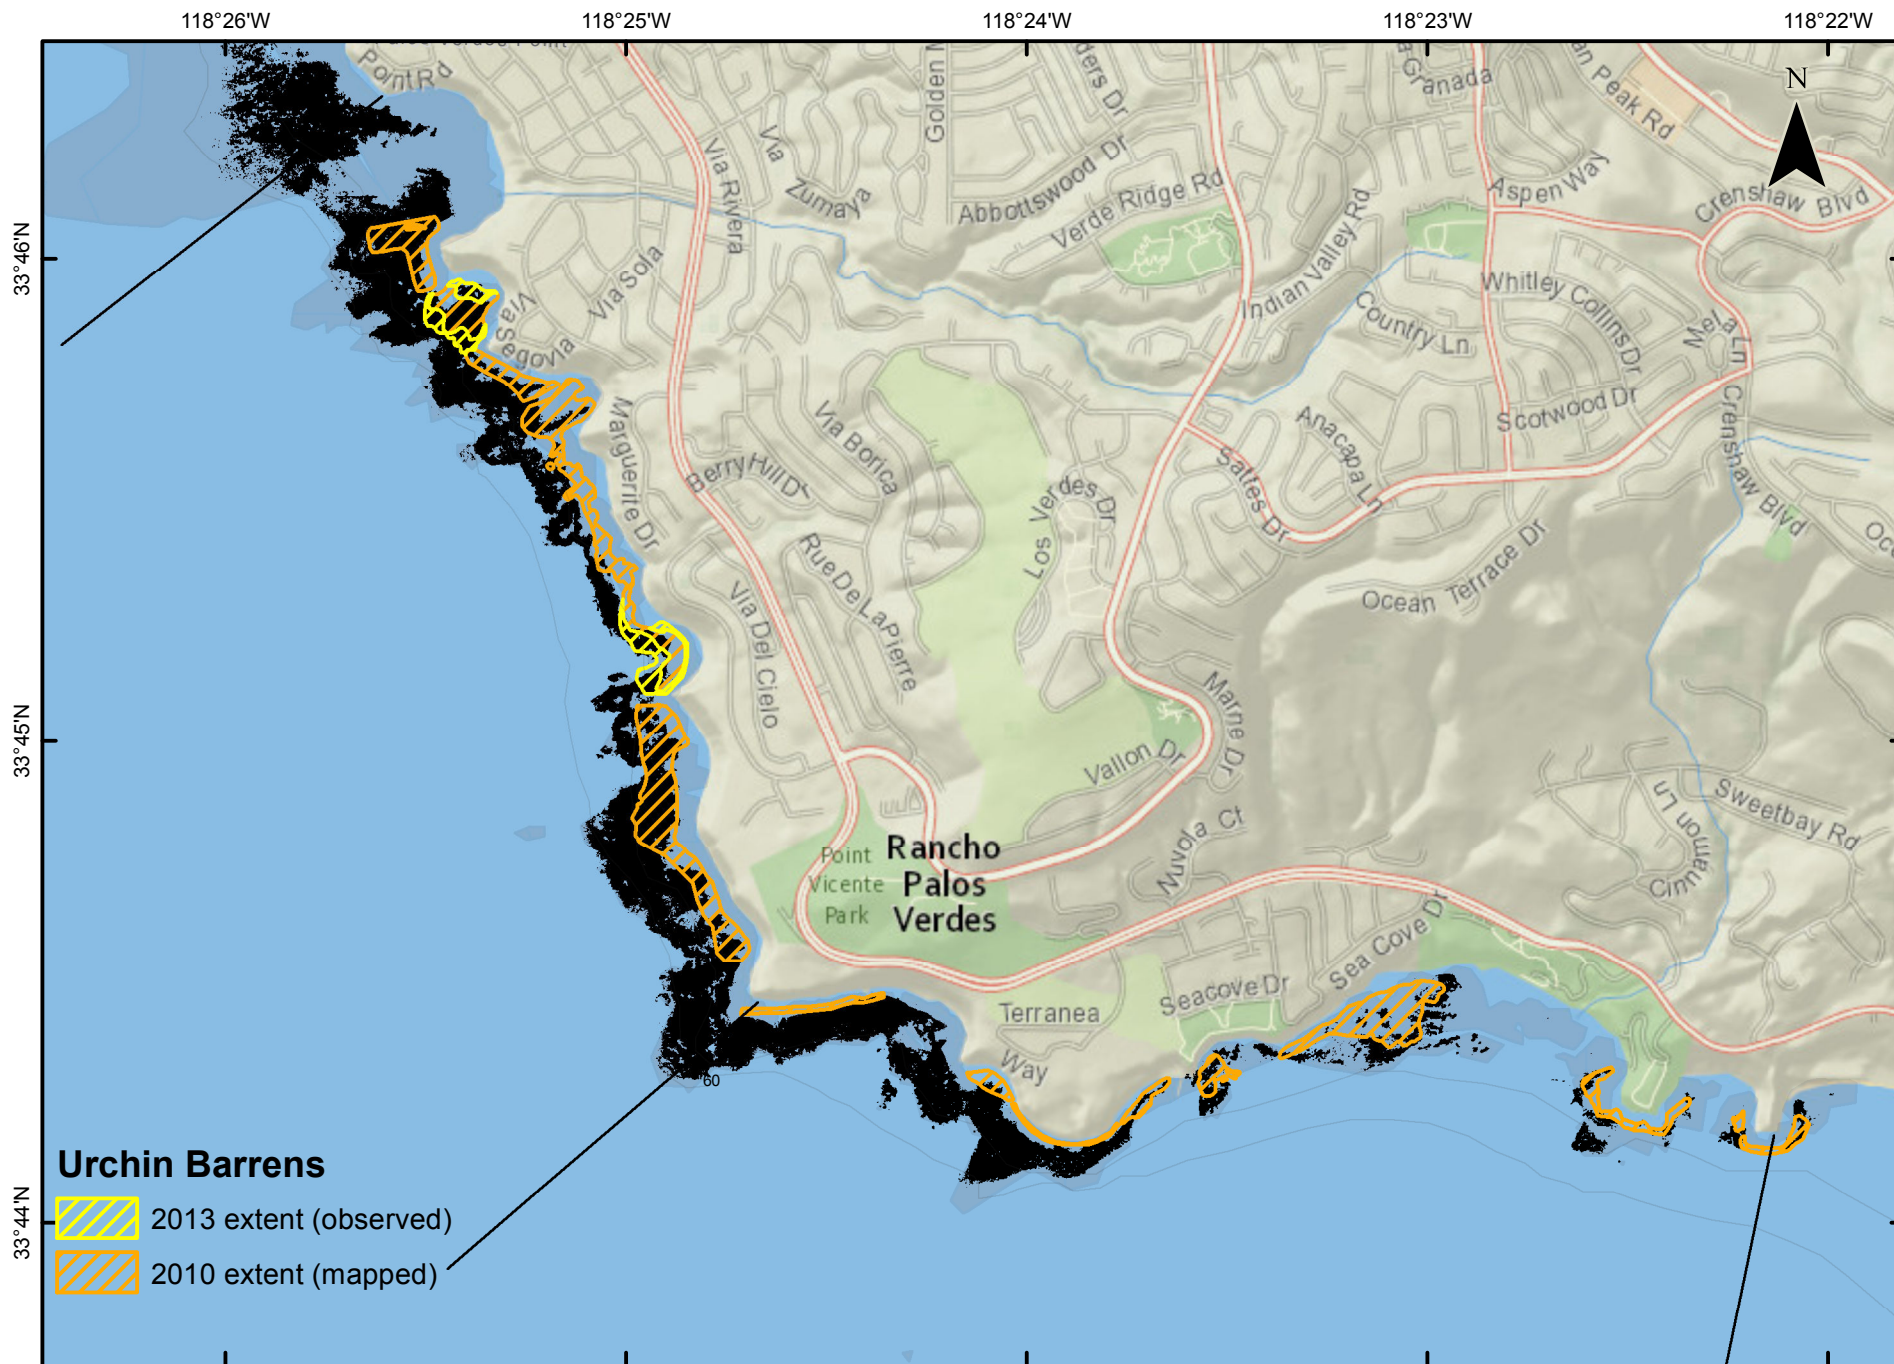 118°26'W
118°25'W
118°24'W
118°23'W
118°22'W
33°46'N
33°45'N
33°44'N
N
Point Rd
Via Rivera
Via
Zumaya
Via Sola
Via
Segovia
Abbottswood Dr
Verde Ridge Rd
Indian Valley Rd
Granada
Peak Rd
Aspen Way
Crenshaw Blvd
Whitley Collins Dr
Country Ln
Mela Ln
Scotwood Dr
Anacapa Ln
Crenshaw Blvd
Marguerite Dr
Berry Hill Dr
Via Borica
Los Verdes Dr
Rue De La Pierre
Via Del Cielo
Ocean Terrace Dr
Marne Dr
Vallon Dr
Nuvola Ct
Cinnamon Ln
Sweetbay Rd
Point
Vicente
Park
Rancho
Palos
Verdes
Sea Cove Dr
Seacove Dr
Terranea
Way
60
Urchin Barrens
2013 extent (observed)
2010 extent (mapped)